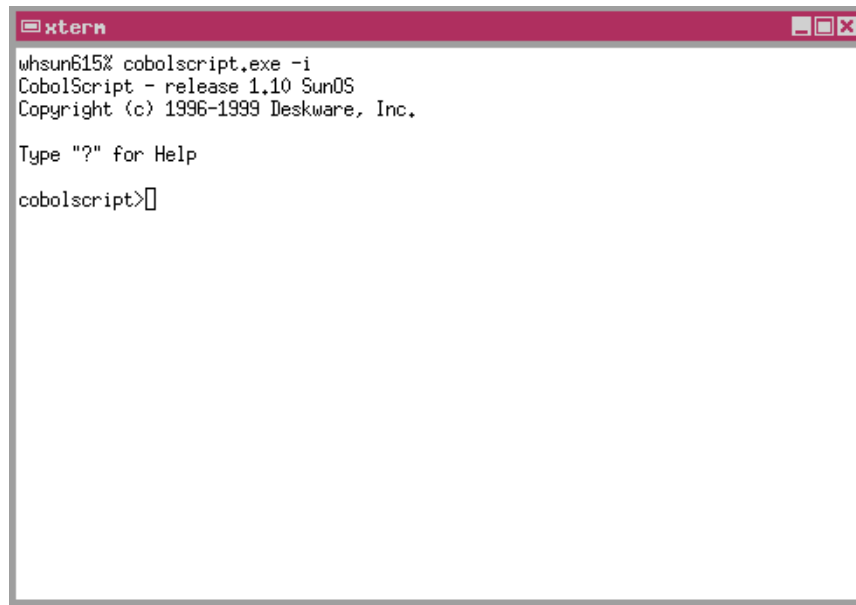 xterm
whsun615% cobolscript.exe -i
CobolScript - release 1.10 SunOS
Copyright (c) 1996-1999 Deskware, Inc.
Type "?" for Help
cobolscript>